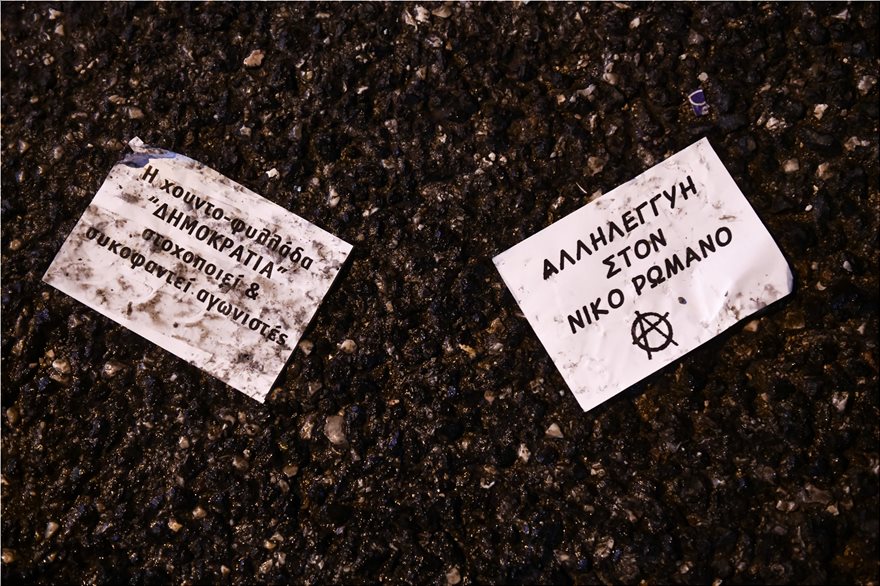 Η χουντο-φυλλάδα
"ΔΗΜΟΚΡΑΤΙΑ"
στοχοποιεί &
συκοφαντεί αγωνιστές
ΑΛΛΗΛΕΓΓΥΗ
ΣΤΟΝ
ΝΙΚΟ ΡΩΜΑΝΟ